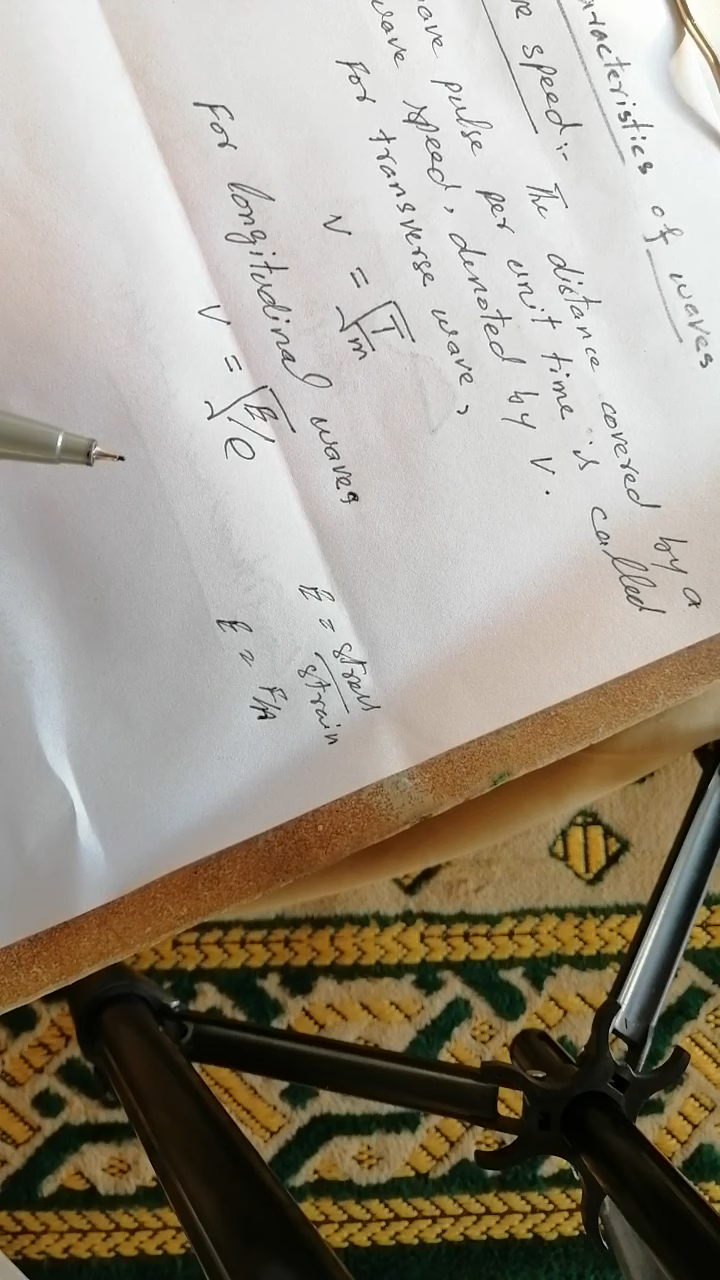 aracteristics of waves
e speed:- The distance covered by a
ave pulse per unit time is called
wave speed, denoted by V.
For transverse wave,
V = √T/m
For longitudinal waves
V = √E/e
E = stress/strain
E = F/A